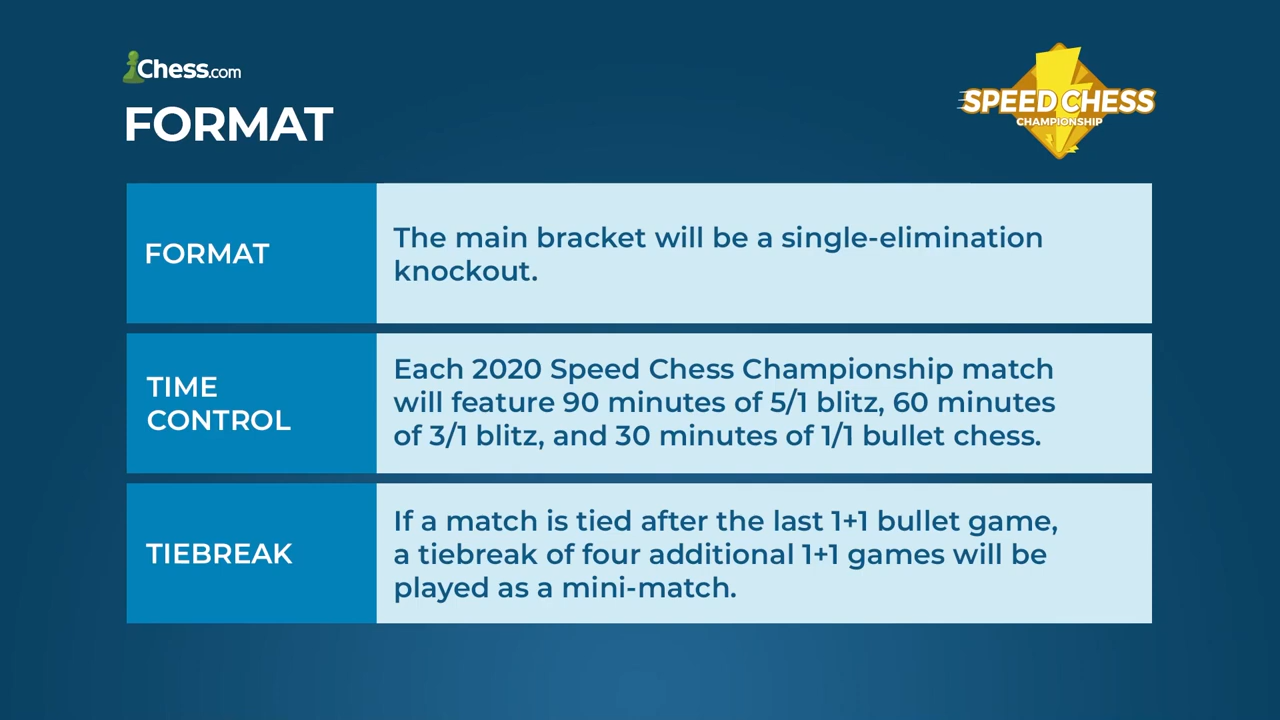 Chess.com
FORMAT
SPEED CHESS
CHAMPIONSHIP
FORMAT
The main bracket will be a single-elimination
knockout.
TIME
CONTROL
Each 2020 Speed Chess Championship match
will feature 90 minutes of 5/1 blitz, 60 minutes
of 3/1 blitz, and 30 minutes of 1/1 bullet chess.
TIEBREAK
If a match is tied after the last 1+1 bullet game,
a tiebreak of four additional 1+1 games will be
played as a mini-match.